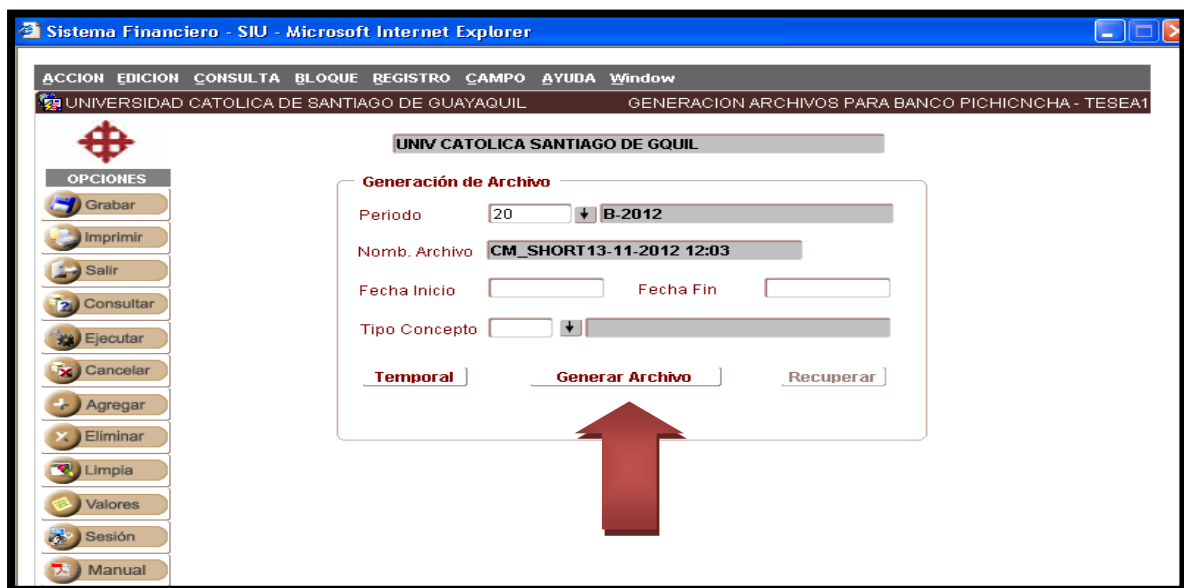 Sistema Financiero - SIU - Microsoft Internet Explorer
ACCION EDICION CONSULTA BLOQUE REGISTRO CAMPO AYUDA Window
UNIVERSIDAD CATOLICA DE SANTIAGO DE GUAYAQUIL GENERACION ARCHIVOS PARA BANCO PICHICNCHA - TESEA1
UNIV CATOLICA SANTIAGO DE GQUIL
OPCIONES
Grabar
Imprimir
Salir
Consultar
Ejecutar
Cancelar
Agregar
Eliminar
Limpia
Valores
Sesión
Manual
Generación de Archivo
Periodo 20 B-2012
Nomb. Archivo CM_SHORT13-11-2012 12:03
Fecha Inicio Fecha Fin
Tipo Concepto
Temporal Generar Archivo Recuperar